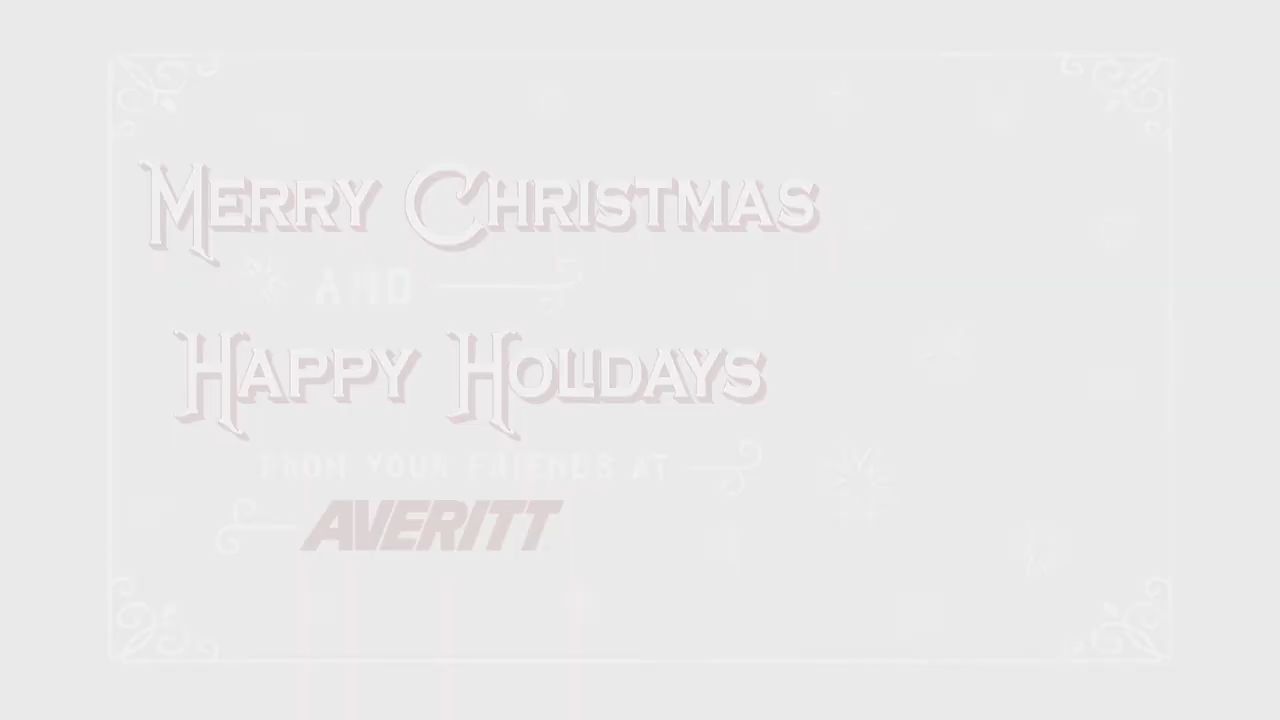 MERRY CHRISTMAS
AND
HAPPY HOLIDAYS
FROM YOUR FRIENDS AT
AVERITT